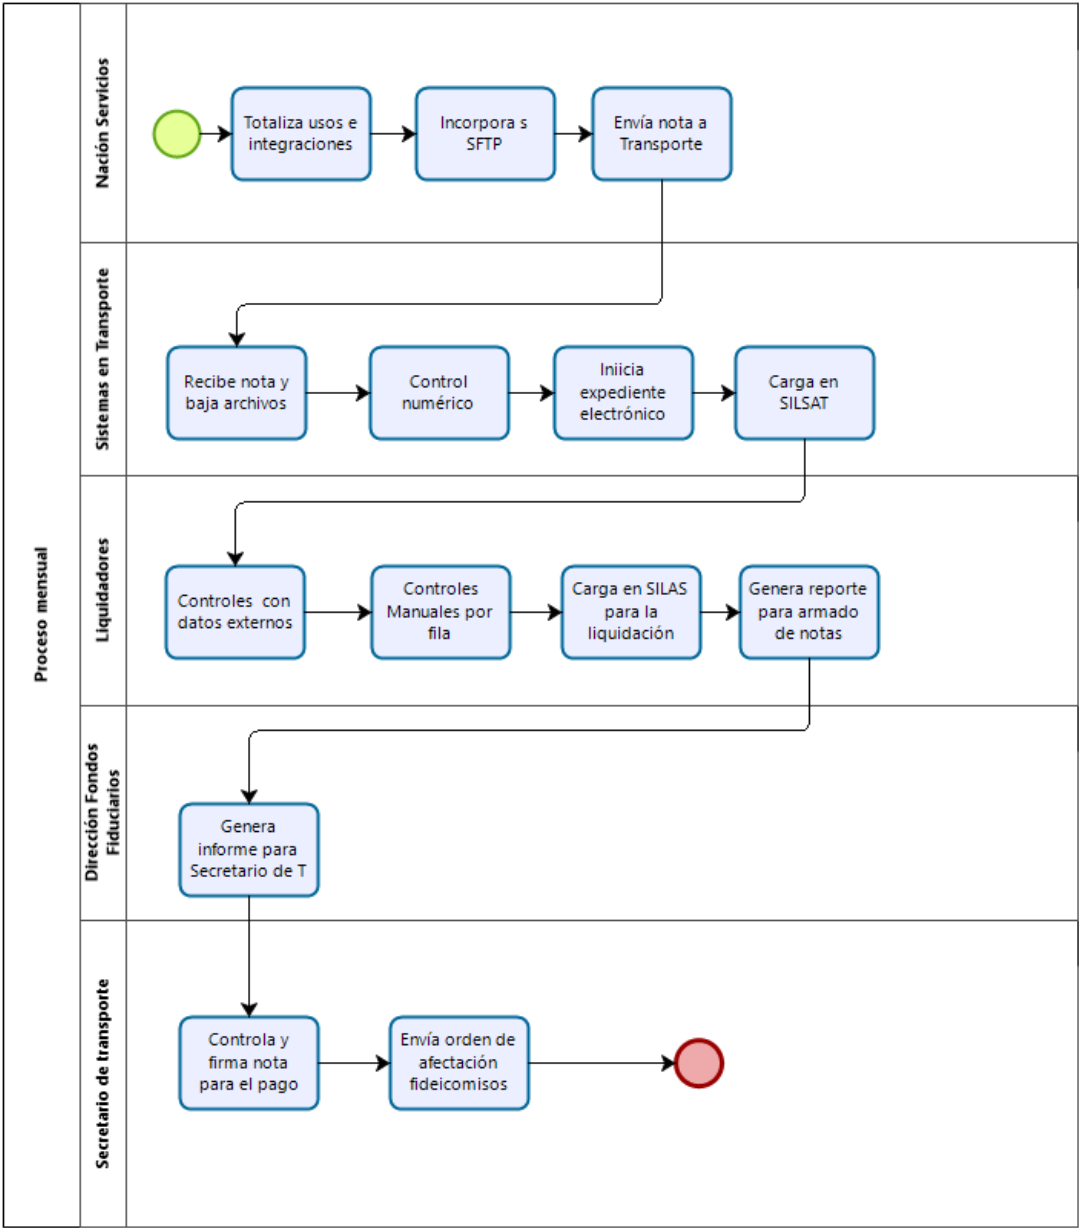 Proceso mensual
Nación Servicios
Totaliza usos e
integraciones
Incorpora s
SFTP
Envía nota a
Transporte
Sistemas en Transporte
Recibe nota y
baja archivos
Control
numérico
Iniicia
expediente
electrónico
Carga en
SILSAT
Liquidadores
Controles con
datos externos
Controles
Manuales por
fila
Carga en SILAS
para la
liquidación
Genera reporte
para armado
de notas
Dirección Fondos
Fiduciarios
Genera
informe para
Secretario de T
Secretario de transporte
Controla y
firma nota
para el pago
Envía orden de
afectación
fideicomisos